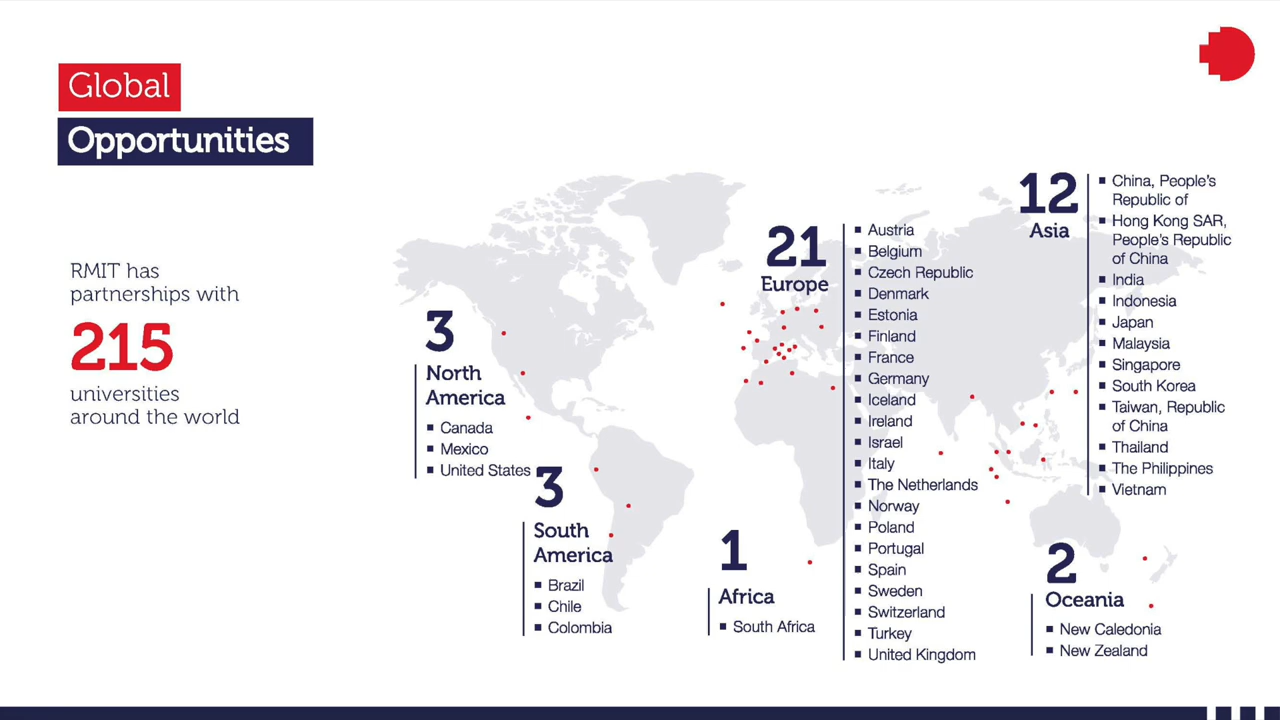 Global
Opportunities
RMIT has
partnerships with
215
universities
around the world
3
North
America
Canada
Mexico
United States
3
South
America
Brazil
Chile
Colombia
1
Africa
South Africa
21
Europe
Austria
Belgium
Czech Republic
Denmark
Estonia
Finland
France
Germany
Iceland
Ireland
Israel
Italy
The Netherlands
Norway
Poland
Portugal
Spain
Sweden
Switzerland
Turkey
United Kingdom
12
Asia
China, People's
Republic of
Hong Kong SAR,
People's Republic
of China
India
Indonesia
Japan
Malaysia
Singapore
South Korea
Taiwan, Republic
of China
Thailand
The Philippines
Vietnam
2
Oceania
New Caledonia
New Zealand